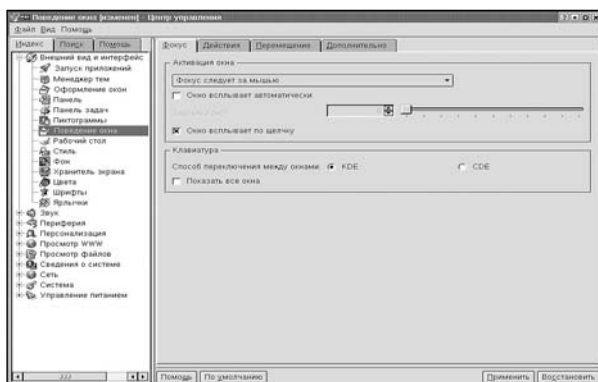 Поведение окна [изменен] - Центр управления
Файл Вид Помощь
Индекс Поиск Помощь
Внешний вид и интерфейс
Запуск приложений
Менеджер тем
Оформление окон
Панель
Панель задач
Пиктограммы
Поведение окна
Рабочий стол
Стиль
Фон
Хранитель экрана
Цвета
Шрифты
Ярлычки
Звук
Периферия
Персонализация
Просмотр WWW
Просмотр файлов
Сведения о системе
Сеть
Система
Управление питанием
Фокус Действия Перемещение Дополнительно
Активация окна
Фокус следует за мышью
Окно всплывает автоматически
Окно всплывает по щелчку
Клавиатура
Способ переключения между окнами: KDE CDE
Показать все окна
Помощь По умолчанию Применить Восстановить